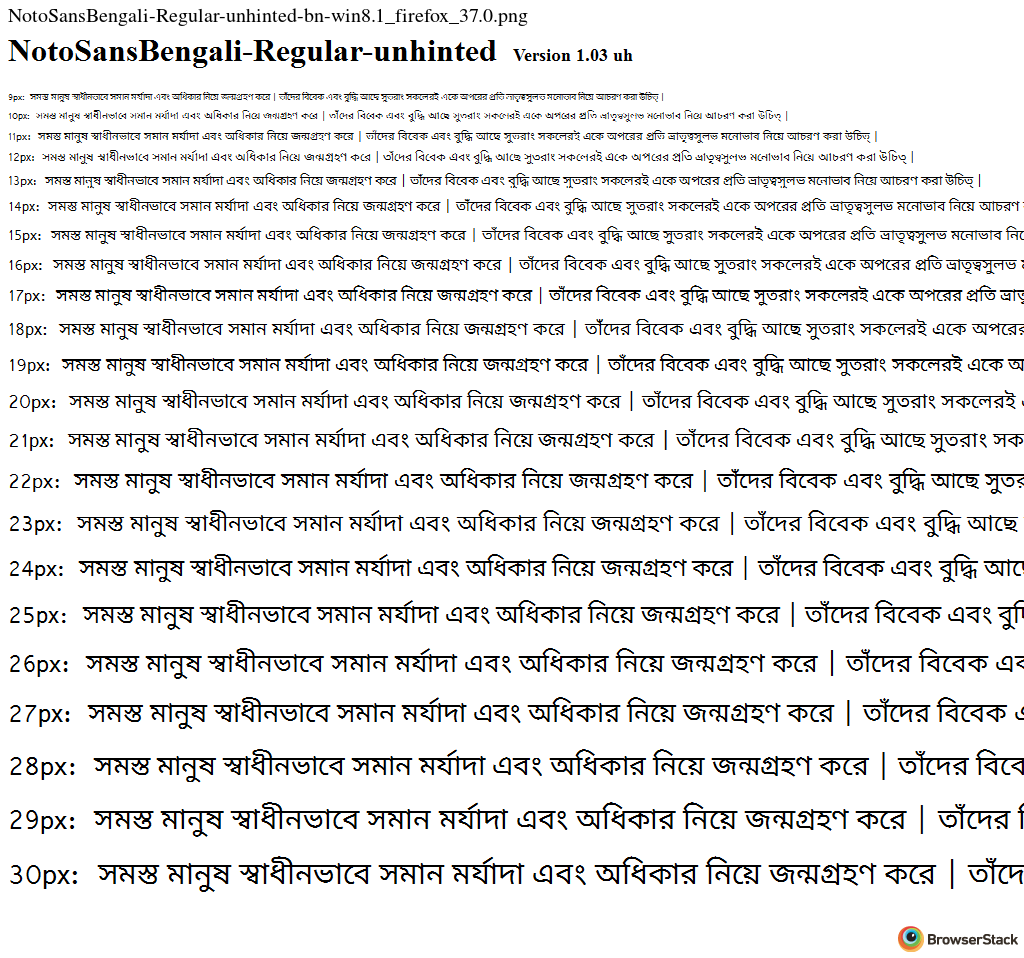 NotoSansBengali-Regular-unhinted-bn-win8.1_firefox_37.0.png
NotoSansBengali-Regular-unhinted Version 1.03 uh
9px: সমস্ত মানুষ স্বাধীনভাবে সমান মর্যাদা এবং অধিকার নিয়ে জন্মগ্রহণ করে | তাঁদের বিবেক এবং বুদ্ধি আছে সুতরাং সকলেরই একে অপরের প্রতি ভ্রাতৃত্বসুলভ মনোভাব নিয়ে আচরণ করা উচিত্ |
10px: সমস্ত মানুষ স্বাধীনভাবে সমান মর্যাদা এবং অধিকার নিয়ে জন্মগ্রহণ করে | তাঁদের বিবেক এবং বুদ্ধি আছে সুতরাং সকলেরই একে অপরের প্রতি ভ্রাতৃত্বসুলভ মনোভাব নিয়ে আচরণ করা উচিত্ |
11px: সমস্ত মানুষ স্বাধীনভাবে সমান মর্যাদা এবং অধিকার নিয়ে জন্মগ্রহণ করে | তাঁদের বিবেক এবং বুদ্ধি আছে সুতরাং সকলেরই একে অপরের প্রতি ভ্রাতৃত্বসুলভ মনোভাব নিয়ে আচরণ করা উচিত্ |
12px: সমস্ত মানুষ স্বাধীনভাবে সমান মর্যাদা এবং অধিকার নিয়ে জন্মগ্রহণ করে | তাঁদের বিবেক এবং বুদ্ধি আছে সুতরাং সকলেরই একে অপরের প্রতি ভ্রাতৃত্বসুলভ মনোভাব নিয়ে আচরণ করা উচিত্ |
13px: সমস্ত মানুষ স্বাধীনভাবে সমান মর্যাদা এবং অধিকার নিয়ে জন্মগ্রহণ করে | তাঁদের বিবেক এবং বুদ্ধি আছে সুতরাং সকলেরই একে অপরের প্রতি ভ্রাতৃত্বসুলভ মনোভাব নিয়ে আচরণ করা উচিত্ |
14px: সমস্ত মানুষ স্বাধীনভাবে সমান মর্যাদা এবং অধিকার নিয়ে জন্মগ্রহণ করে | তাঁদের বিবেক এবং বুদ্ধি আছে সুতরাং সকলেরই একে অপরের প্রতি ভ্রাতৃত্বসুলভ মনোভাব নিয়ে আচরণ
15px: সমস্ত মানুষ স্বাধীনভাবে সমান মর্যাদা এবং অধিকার নিয়ে জন্মগ্রহণ করে | তাঁদের বিবেক এবং বুদ্ধি আছে সুতরাং সকলেরই একে অপরের প্রতি ভ্রাতৃত্বসুলভ মনোভাব
16px: সমস্ত মানুষ স্বাধীনভাবে সমান মর্যাদা এবং অধিকার নিয়ে জন্মগ্রহণ করে | তাঁদের বিবেক এবং বুদ্ধি আছে সুতরাং সকলেরই একে অপরের প্রতি ভ্রাতৃত্বসুলভ
17px: সমস্ত মানুষ স্বাধীনভাবে সমান মর্যাদা এবং অধিকার নিয়ে জন্মগ্রহণ করে | তাঁদের বিবেক এবং বুদ্ধি আছে সুতরাং সকলেরই একে অপরের প্রতি
18px: সমস্ত মানুষ স্বাধীনভাবে সমান মর্যাদা এবং অধিকার নিয়ে জন্মগ্রহণ করে | তাঁদের বিবেক এবং বুদ্ধি আছে সুতরাং সকলেরই একে অপরের
19px: সমস্ত মানুষ স্বাধীনভাবে সমান মর্যাদা এবং অধিকার নিয়ে জন্মগ্রহণ করে | তাঁদের বিবেক এবং বুদ্ধি আছে সুতরাং সকলেরই একে
20px: সমস্ত মানুষ স্বাধীনভাবে সমান মর্যাদা এবং অধিকার নিয়ে জন্মগ্রহণ করে | তাঁদের বিবেক এবং বুদ্ধি আছে সুতরাং সকলেরই
21px: সমস্ত মানুষ স্বাধীনভাবে সমান মর্যাদা এবং অধিকার নিয়ে জন্মগ্রহণ করে | তাঁদের বিবেক এবং বুদ্ধি আছে সুতরাং সক
22px: সমস্ত মানুষ স্বাধীনভাবে সমান মর্যাদা এবং অধিকার নিয়ে জন্মগ্রহণ করে | তাঁদের বিবেক এবং বুদ্ধি আছে সুতর
23px: সমস্ত মানুষ স্বাধীনভাবে সমান মর্যাদা এবং অধিকার নিয়ে জন্মগ্রহণ করে | তাঁদের বিবেক এবং বুদ্ধি আছে
24px: সমস্ত মানুষ স্বাধীনভাবে সমান মর্যাদা এবং অধিকার নিয়ে জন্মগ্রহণ করে | তাঁদের বিবেক এবং বুদ্ধি আছে
25px: সমস্ত মানুষ স্বাধীনভাবে সমান মর্যাদা এবং অধিকার নিয়ে জন্মগ্রহণ করে | তাঁদের বিবেক এবং
26px: সমস্ত মানুষ স্বাধীনভাবে সমান মর্যাদা এবং অধিকার নিয়ে জন্মগ্রহণ করে | তাঁদের বিবেক এব
27px: সমস্ত মানুষ স্বাধীনভাবে সমান মর্যাদা এবং অধিকার নিয়ে জন্মগ্রহণ করে | তাঁদের বিবেক
28px: সমস্ত মানুষ স্বাধীনভাবে সমান মর্যাদা এবং অধিকার নিয়ে জন্মগ্রহণ করে | তাঁদের বিবে
29px: সমস্ত মানুষ স্বাধীনভাবে সমান মর্যাদা এবং অধিকার নিয়ে জন্মগ্রহণ করে | তাঁদের
30px: সমস্ত মানুষ স্বাধীনভাবে সমান মর্যাদা এবং অধিকার নিয়ে জন্মগ্রহণ করে | তাঁদে
BrowserStack